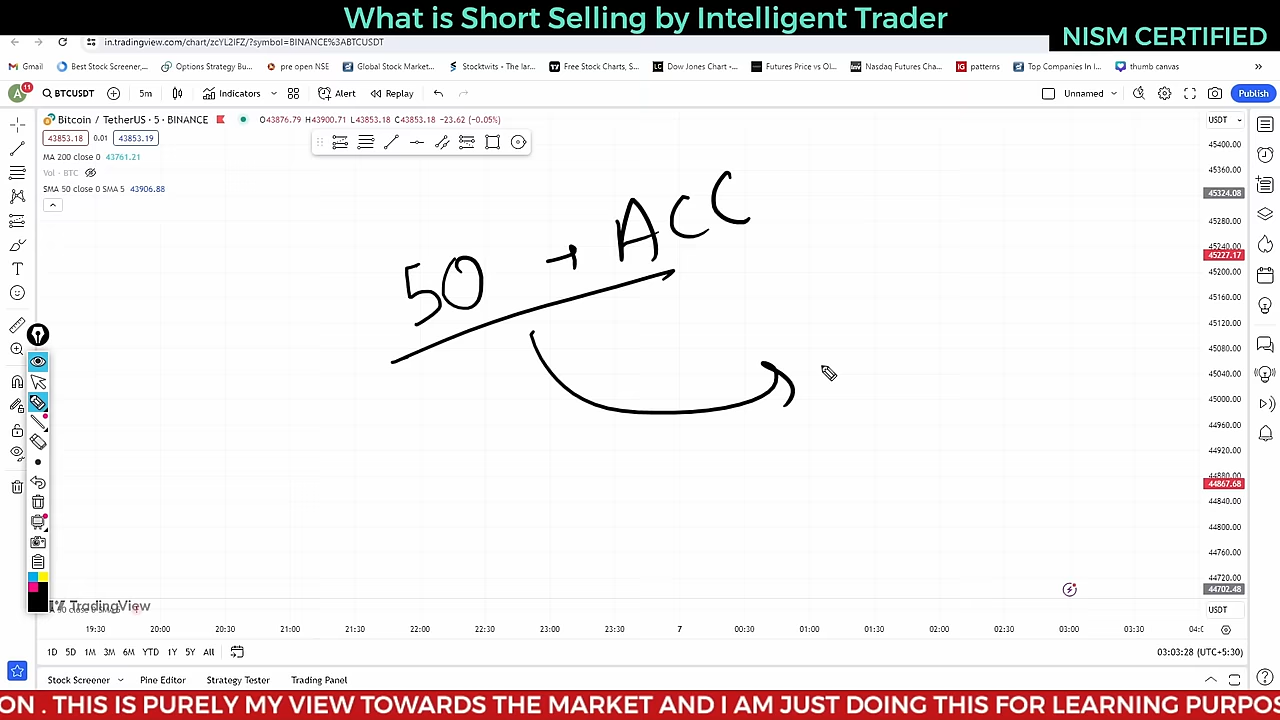 What is Short Selling by Intelligent Trader
NISM CERTIFIED
in.tradingview.com/chart/zcYL2IFZ/?symbol=BINANCE%3ABTCUSDT
Gmail Best Stock Screener,... Options Strategy Bu... pre open NSE Global Stock Market... Stocktwits - The lar... Free Stock Charts, S... Dow Jones Chart -... Futures Price vs OI... Nasdaq Futures Cha... patterns Top Companies In I... thumb canvas »
A 11 BTCUSDT 5m Indicators Alert Replay Unnamed Publish
Bitcoin / TetherUS · 5 · BINANCE O43876.79 H43900.71 L43853.18 C43853.18 −23.62 (−0.05%) USDT
43853.18 0.01 43853.19
MA 200 close 0 43761.21
Vol · BTC
SMA 50 close 0 SMA 5 43906.88
50 → ACC
45400.00
45360.00
45324.08
45280.00
45240.00
45227.17
45200.00
45160.00
45120.00
45080.00
45040.00
45000.00
44960.00
44920.00
44880.00
44867.68
44840.00
44800.00
44760.00
44720.00
44702.48
TradingView
USDT
19:30 20:00 20:30 21:00 21:30 22:00 22:30 23:00 23:30 7 00:30 01:00 01:30 02:00 02:30 03:00 03:30 04:0
1D 5D 1M 3M 6M YTD 1Y 5Y All 03:03:28 (UTC+5:30)
Stock Screener Pine Editor Strategy Tester Trading Panel
ON . THIS IS PURELY MY VIEW TOWARDS THE MARKET AND I AM JUST DOING THIS FOR LEARNING PURPOS